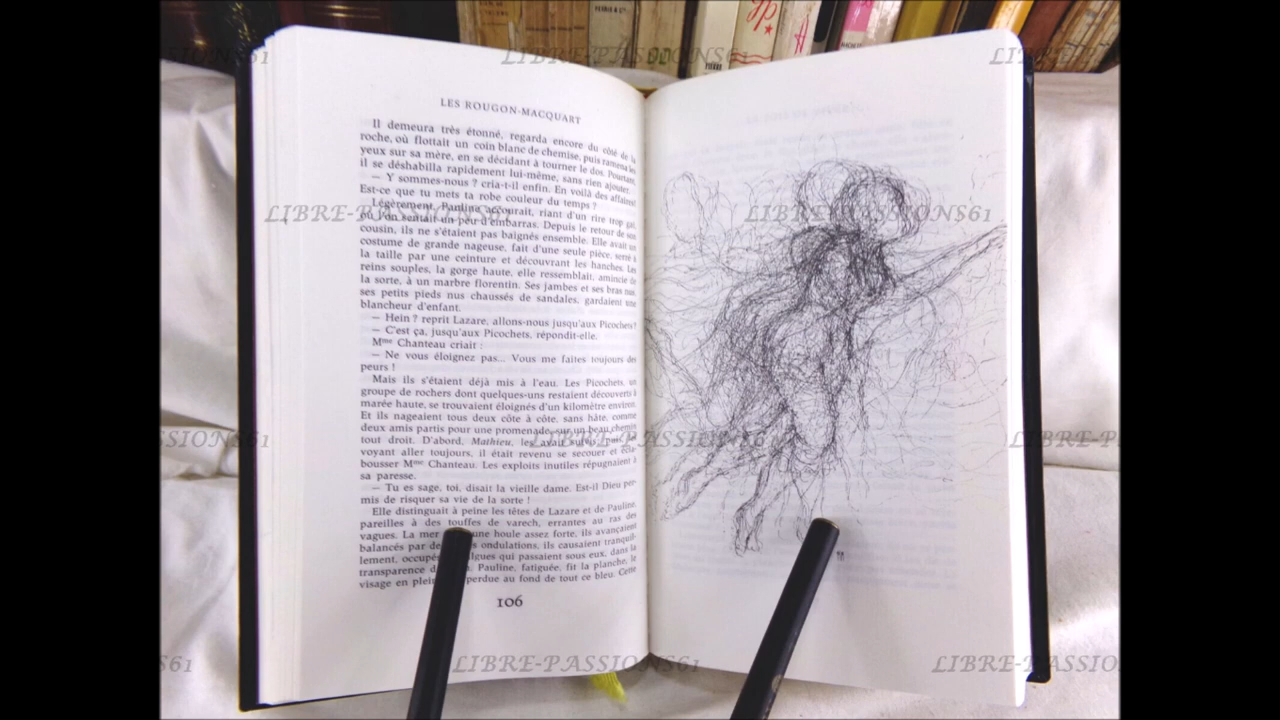 LES ROUGON-MACQUART
Il demeura très étonné, regarda encore du côté de la
roche, où flottait un coin blanc de chemise, puis ramena les
yeux sur sa mère, en se décidant à tourner le dos. Pourtant,
il se déshabilla rapidement lui-même, sans rien ajouter.
— Y sommes-nous ? cria-t-il enfin. En voilà des affaires!
Est-ce que tu mets ta robe couleur du temps ?
Légèrement, Pauline accourait, riant d'un rire trop gai,
où l'on sentait un peu d'embarras. Depuis le retour de son
cousin, ils ne s'étaient pas baignés ensemble. Elle avait un
costume de grande nageuse, fait d'une seule pièce, serré à
la taille par une ceinture et découvrant les hanches. Les
reins souples, la gorge haute, elle ressemblait, amincie de
la sorte, à un marbre florentin. Ses jambes et ses bras nus,
ses petits pieds nus chaussés de sandales, gardaient une
blancheur d'enfant.
— Hein ? reprit Lazare, allons-nous jusqu'aux Picochets ?
— C'est ça, jusqu'aux Picochets, répondit-elle.
Mme Chanteau criait :
— Ne vous éloignez pas... Vous me faites toujours des
peurs !
Mais ils s'étaient déjà mis à l'eau. Les Picochets, un
groupe de rochers dont quelques-uns restaient découverts à
marée haute, se trouvaient éloignés d'un kilomètre environ.
Et ils nageaient tous deux côte à côte, sans hâte, comme
deux amis partis pour une promenade, sur un beau chemin
tout droit. D'abord, Mathieu, les avait suivis, puis,
voyant aller toujours, il était revenu se secouer et écla-
bousser Mme Chanteau. Les exploits inutiles répugnaient à
sa paresse.
— Tu es sage, toi, disait la vieille dame. Est-il Dieu per-
mis de risquer sa vie de la sorte !
Elle distinguait à peine les têtes de Lazare et de Pauline,
pareilles à des touffes de varech, errantes au ras des
vagues. La mer une houle assez forte, ils avançaient
balancés par de ondulations, ils causaient tranquil-
lement, occupés algues qui passaient sous eux, dans la
transparence Pauline, fatiguée, fit la planche, le
visage en plein perdue au fond de tout ce bleu. Cette
106
LIBRE-PASSIONS61
LIBRE-PASSIONS61
LIBRE-PASSIONS61
LIBRE-PASSIONS61
LIBRE-PASSIONS61